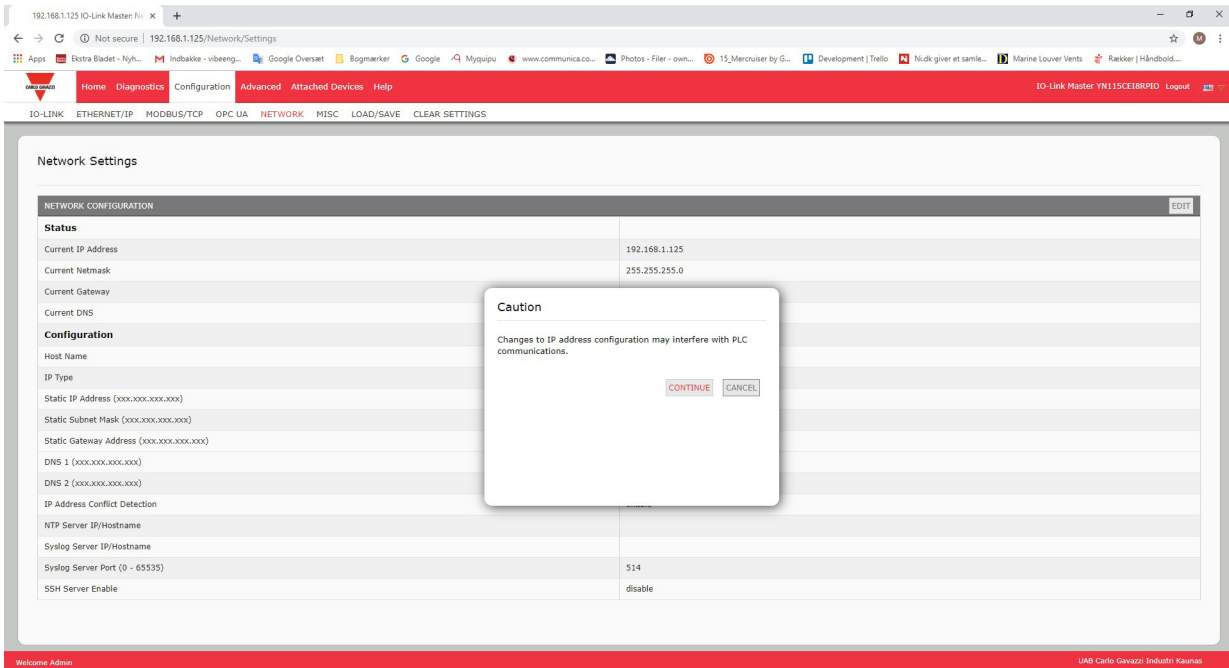 192.168.1.125 IO-Link Master: Ne
Not secure | 192.168.1.125/Network/Settings
Apps Ekstra Bladet - Nyh... Indbakke - vibeeng... Google Oversæt Bogmærker Google Myquipu www.communica.co... Photos - Filer - own... 15_Mercruiser by G... Development | Trello Ni.dk giver et samle... Marine Louver Vents Rækker | Håndbold....
CARLO GAVAZZI Home Diagnostics Configuration Advanced Attached Devices Help IO-Link Master YN115CEI8RPIO Logout
IO-LINK ETHERNET/IP MODBUS/TCP OPC UA NETWORK MISC LOAD/SAVE CLEAR SETTINGS
Network Settings
NETWORK CONFIGURATION EDIT
Status
Current IP Address 192.168.1.125
Current Netmask 255.255.255.0
Current Gateway
Current DNS
Configuration
Host Name
IP Type
Static IP Address (xxx.xxx.xxx.xxx)
Static Subnet Mask (xxx.xxx.xxx.xxx)
Static Gateway Address (xxx.xxx.xxx.xxx)
DNS 1 (xxx.xxx.xxx.xxx)
DNS 2 (xxx.xxx.xxx.xxx)
IP Address Conflict Detection
NTP Server IP/Hostname
Syslog Server IP/Hostname
Syslog Server Port (0 - 65535) 514
SSH Server Enable disable
Caution
Changes to IP address configuration may interfere with PLC
communications.
CONTINUE CANCEL
Welcome Admin UAB Carlo Gavazzi Industri Kaunas